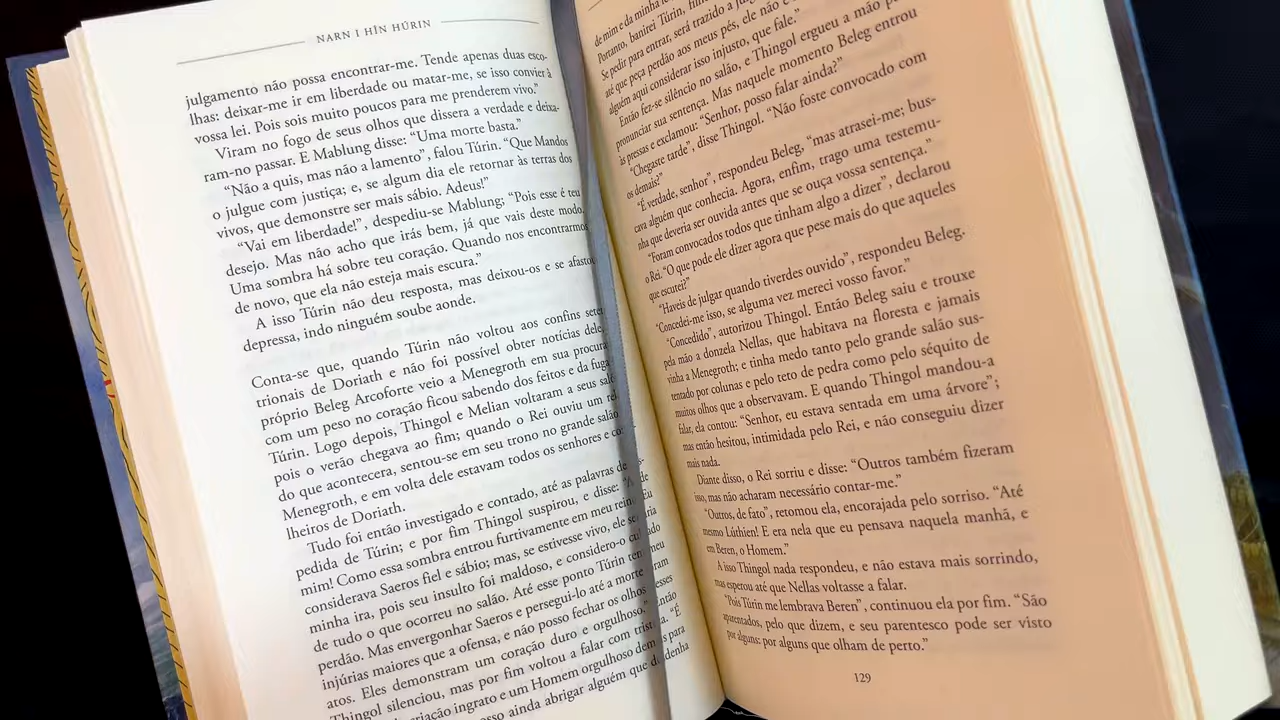 NARN I HÎN HÚRIN
julgamento não possa encontrar-me. Tende apenas duas esco-
lhas: deixar-me ir em liberdade ou matar-me, se isso convier à
vossa lei. Pois sois muito poucos para me prenderem vivo.”
Viram no fogo de seus olhos que dissera a verdade e deixa-
ram-no passar. E Mablung disse: “Uma morte basta.”
“Não a quis, mas não a lamento”, falou Túrin. “Que Mandos
o julgue com justiça; e, se algum dia ele retornar às terras dos
vivos, que demonstre ser mais sábio. Adeus!”
“Vai em liberdade!”, despediu-se Mablung; “Pois esse é teu
desejo. Mas não acho que irás bem, já que vais deste modo.
Uma sombra há sobre teu coração. Quando nos encontrarmos
de novo, que ela não esteja mais escura.”
A isso Túrin não deu resposta, mas deixou-os e se afastou
depressa, indo ninguém soube aonde.
Conta-se que, quando Túrin não voltou aos confins
trionais de Doriath e não foi possível obter notícias dele,
próprio Beleg Arcoforte veio a Menegroth em sua procura
com um peso no coração ficou sabendo dos feitos e da fuga
Túrin. Logo depois, Thingol e Melian voltaram a seus
pois o verão chegava ao fim; quando o Rei ouviu um
do que acontecera, sentou-se em seu trono no grande salão
Menegroth, e em volta dele estavam todos os senhores e
lheiros de Doriath.
Tudo foi então investigado e contado, até as palavras de
pedida de Túrin; e por fim Thingol suspirou, e disse:
mim! Como essa sombra entrou furtivamente em meu
considerava Saeros fiel e sábio; mas, se estivesse vivo, ele
minha ira, pois seu insulto foi maldoso, e considero-o
de tudo o que ocorreu no salão. Até esse ponto Túrin
perdão. Mas envergonhar Saeros e persegui-lo até a morte
injúrias maiores que a ofensa, e não posso fechar os olhos
atos. Eles demonstram um coração duro e orgulhoso.”
Thingol silenciou, mas por fim voltou a falar com
criação ingrato e um Homem orgulhoso
ainda abrigar alguém que
de mim e da minha
Portanto, banirei Túrin,
Se pedir para entrar, será trazido a
até que peça perdão aos meus pés, ele não é
alguém aqui considerar isso injusto, que fale.”
Então fez-se silêncio no salão, e Thingol ergueu a mão
pronunciar sua sentença. Mas naquele momento Beleg entrou
às pressas e exclamou: “Senhor, posso falar ainda?”
“Chegaste tarde”, disse Thingol. “Não foste convocado com
os demais?”
“É verdade, senhor”, respondeu Beleg, “mas atrasei-me; bus-
cava alguém que conhecia. Agora, enfim, trago uma testemu-
nha que deveria ser ouvida antes que se ouça vossa sentença.”
“Foram convocados todos que tinham algo a dizer”, declarou
o Rei. “O que pode ele dizer agora que pese mais do que aqueles
que escutei?”
“Haveis de julgar quando tiverdes ouvido”, respondeu Beleg.
“Concedei-me isso, se alguma vez mereci vosso favor.”
“Concedido”, autorizou Thingol. Então Beleg saiu e trouxe
pela mão a donzela Nellas, que habitava na floresta e jamais
vinha a Menegroth; e tinha medo tanto pelo grande salão sus-
tentado por colunas e pelo teto de pedra como pelo séquito de
muitos olhos que a observavam. E quando Thingol mandou-a
falar, ela contou: “Senhor, eu estava sentada em uma árvore”;
mas então hesitou, intimidada pelo Rei, e não conseguiu dizer
mais nada.
Diante disso, o Rei sorriu e disse: “Outros também fizeram
isso, mas não acharam necessário contar-me.”
“Outros, de fato”, retomou ela, encorajada pelo sorriso. “Até
mesmo Lúthien! E era nela que eu pensava naquela manhã, e
em Beren, o Homem.”
A isso Thingol nada respondeu, e não estava mais sorrindo,
mas esperou até que Nellas voltasse a falar.
“Pois Túrin me lembrava Beren”, continuou ela por fim. “São
aparentados, pelo que dizem, e seu parentesco pode ser visto
por alguns: por alguns que olham de perto.”
129